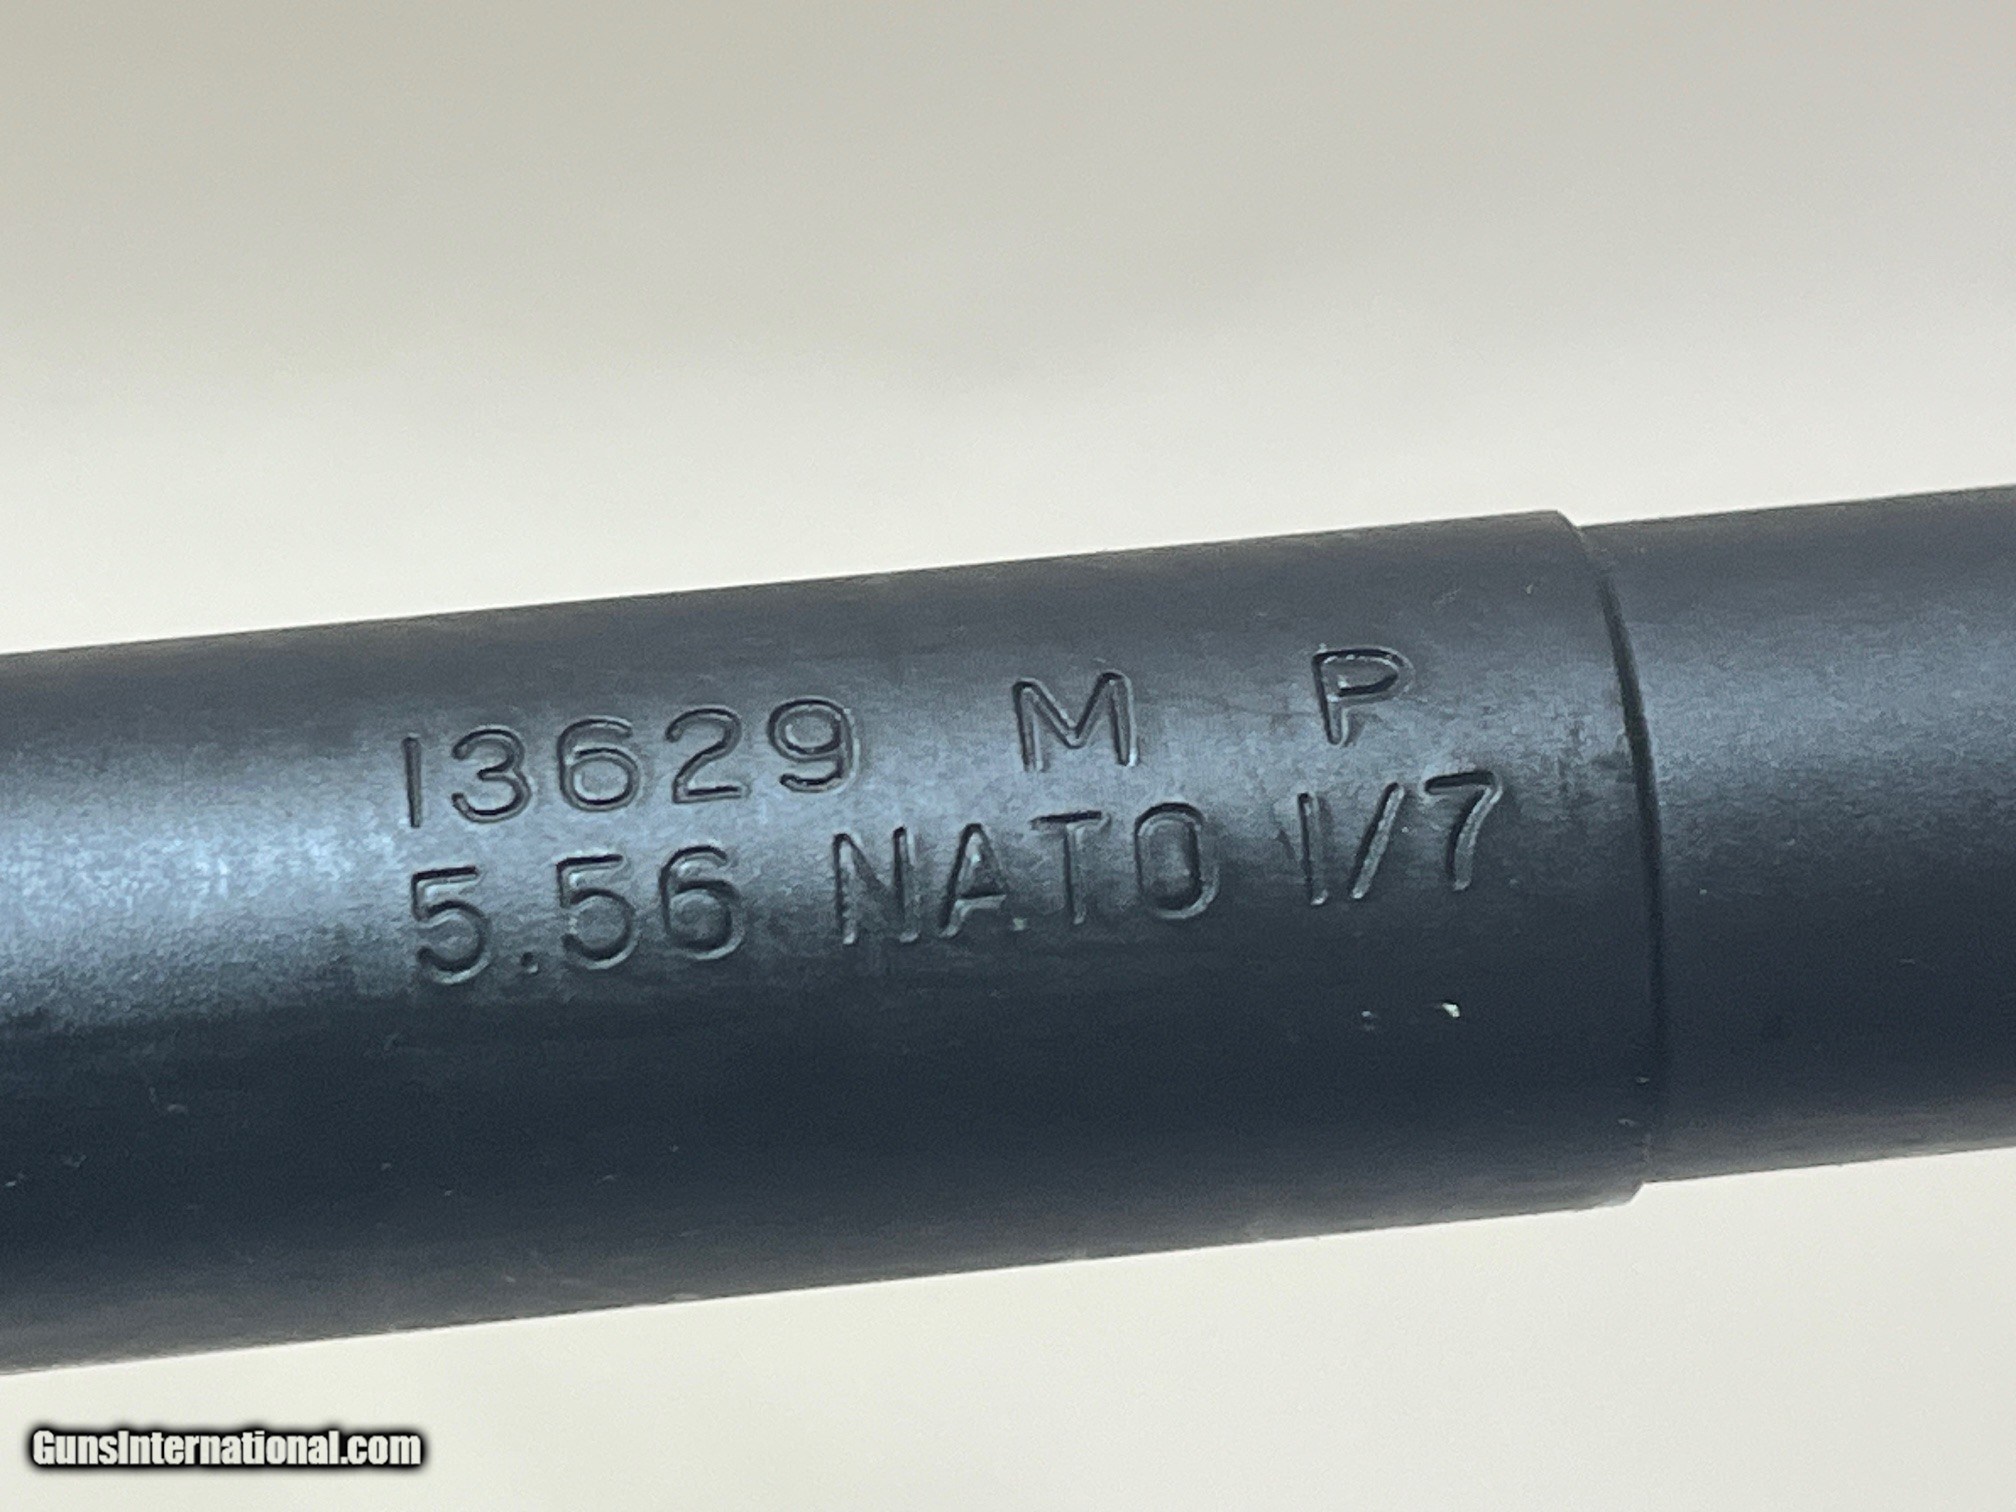 13629 M P
5.56 NATO 1/7
GunsInternational.com